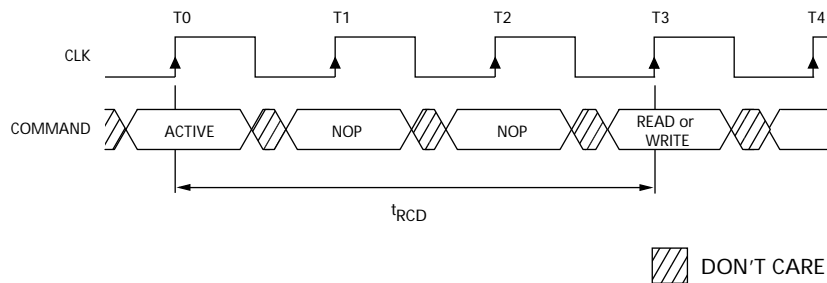 T0 T1 T2 T3 T4
CLK
COMMAND ACTIVE NOP NOP READ or
WRITE
tRCD
DON'T CARE